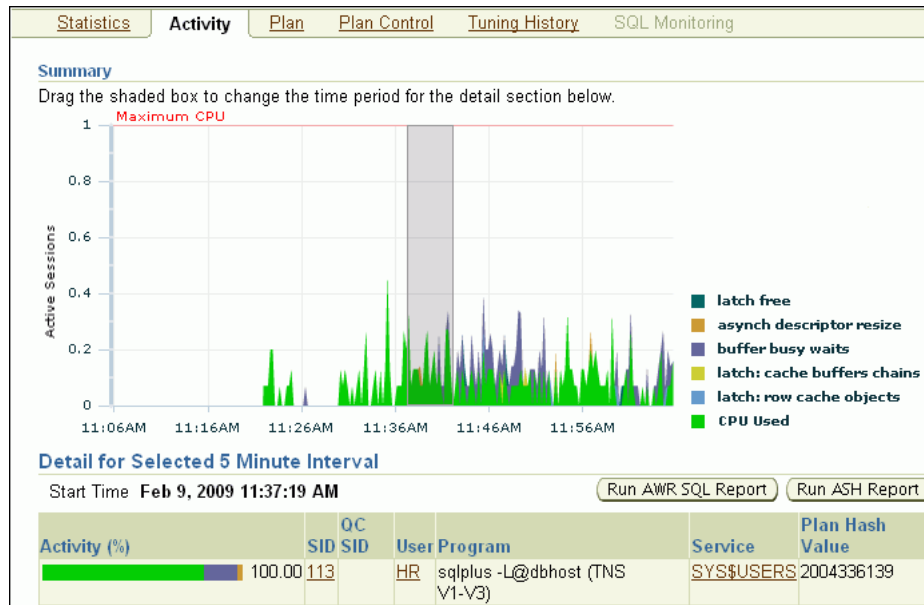 Statistics Activity Plan Plan Control Tuning History SQL Monitoring
Summary
Drag the shaded box to change the time period for the detail section below.
Maximum CPU
1
0.8
0.6
0.4
0.2
0
Active Sessions
11:06AM 11:16AM 11:26AM 11:36AM 11:46AM 11:56AM
latch free
asynch descriptor resize
buffer busy waits
latch: cache buffers chains
latch: row cache objects
CPU Used
Detail for Selected 5 Minute Interval
Start Time Feb 9, 2009 11:37:19 AM
Run AWR SQL Report Run ASH Report
Activity (%) SID QC SID User Program Service Plan Hash Value
100.00 113 HR sqlplus -L@dbhost (TNS SYS$USERS 2004336139
V1-V3)